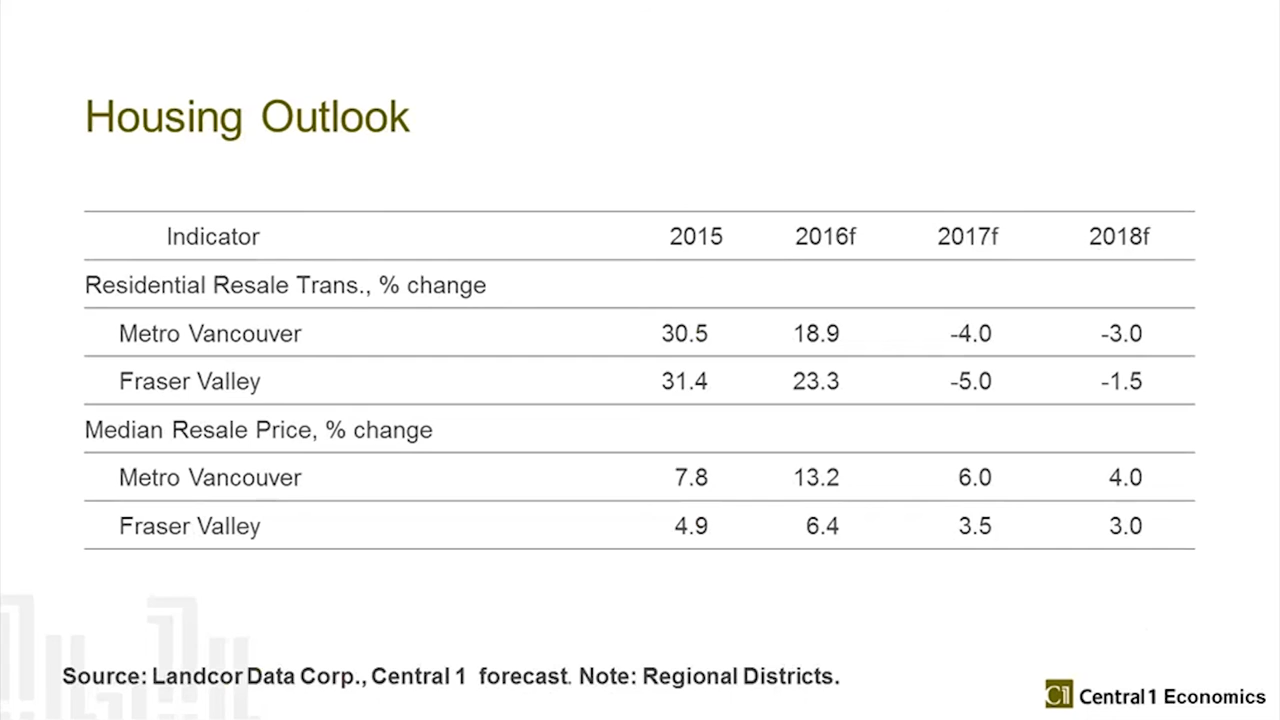 Housing Outlook
Indicator 2015 2016f 2017f 2018f
Residential Resale Trans., % change
Metro Vancouver 30.5 18.9 -4.0 -3.0
Fraser Valley 31.4 23.3 -5.0 -1.5
Median Resale Price, % change
Metro Vancouver 7.8 13.2 6.0 4.0
Fraser Valley 4.9 6.4 3.5 3.0
Source: Landcor Data Corp., Central 1 forecast. Note: Regional Districts.
C1 Central 1 Economics